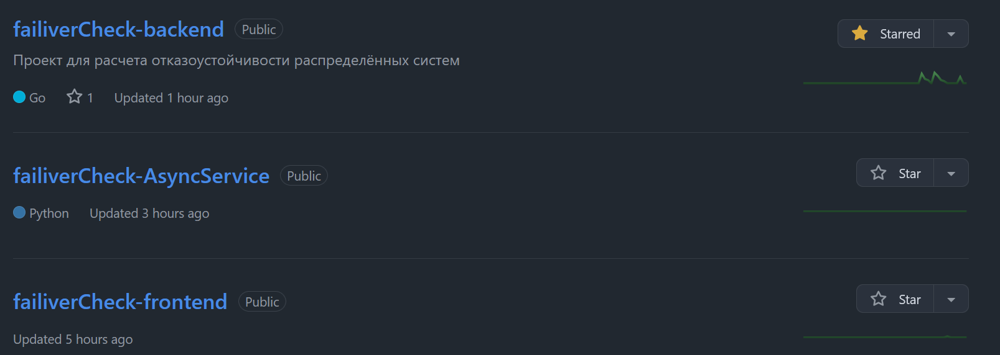 failiverCheck-backend Public Starred
Проект для расчета отказоустойчивости распределённых систем
Go 1 Updated 1 hour ago
failiverCheck-AsyncService Public Star
Python Updated 3 hours ago
failiverCheck-frontend Public Star
Updated 5 hours ago